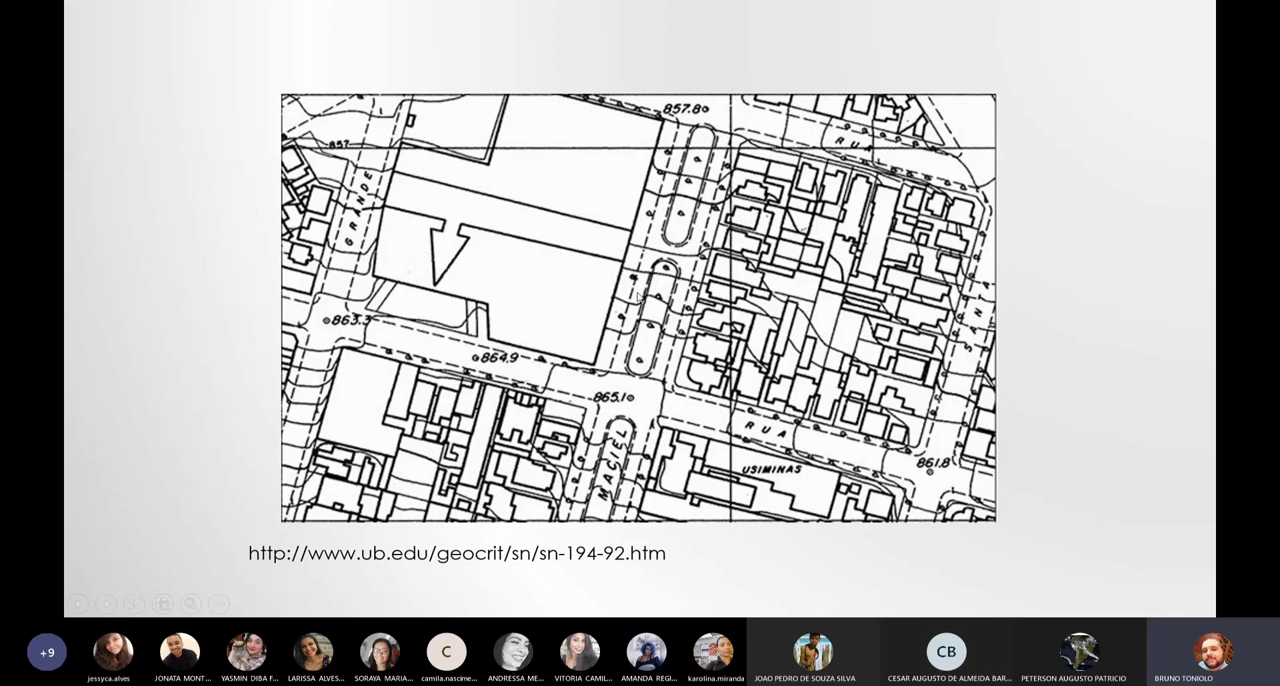 857.8
RUA
857
GRANDE
SANTA
863.3
864.9
865.1
RUA
MACIEL
861.8
USIMINAS
http://www.ub.edu/geocrit/sn/sn-194-92.htm
+9
C
CB
jessyca.alves
JONATA MONT...
YASMIN DIBA F...
LARISSA ALVES...
SORAYA MARIA...
camila.nascime...
ANDRESSA ME...
VITORIA CAMIL...
AMANDA REGI...
karolina.miranda
JOAO PEDRO DE SOUZA SILVA
CESAR AUGUSTO DE ALMEIDA BAR...
PETERSON AUGUSTO PATRICIO
BRUNO TONIOLO